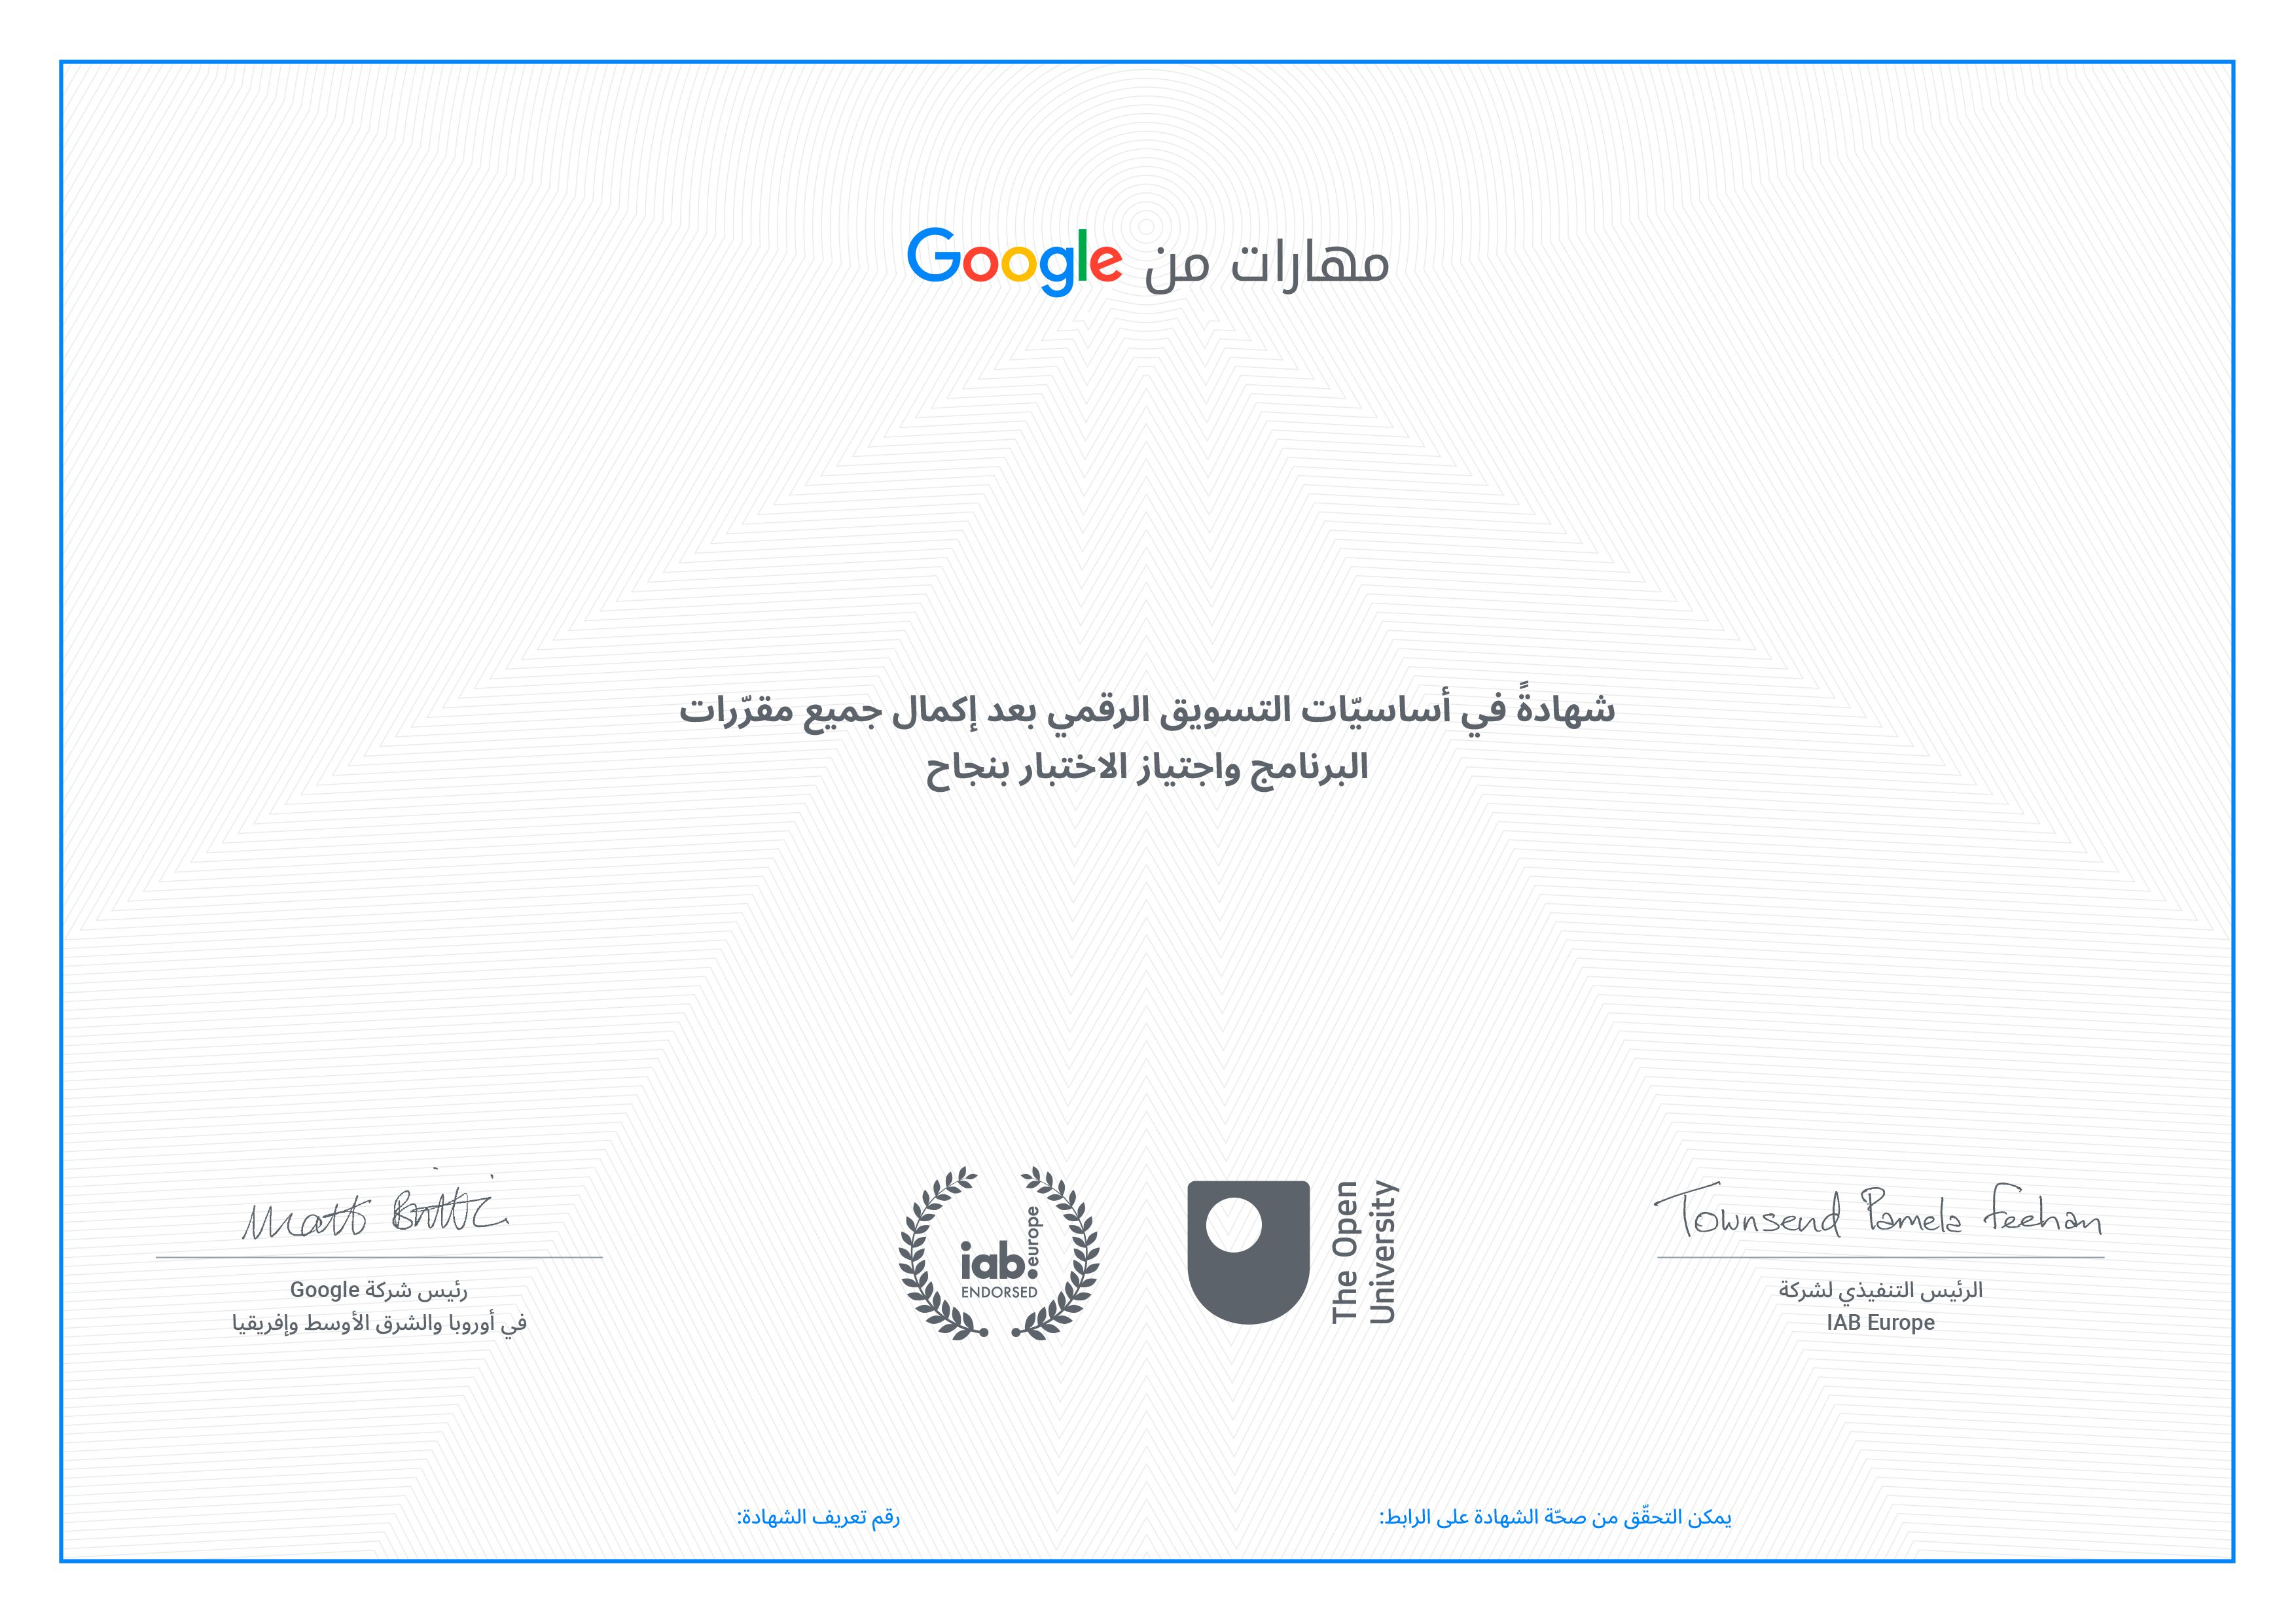 مهارات من Google
شهادةً في أساسيّات التسويق الرقمي بعد إكمال جميع مقرّرات
البرنامج واجتياز الاختبار بنجاح
Townsend Pamela Feehan
الرئيس التنفيذي لشركة
IAB Europe
The Open
University
iab europe
ENDORSED
Matt
رئيس شركة Google
في أوروبا والشرق الأوسط وإفريقيا
يمكن التحقّق من صحّة الشهادة على الرابط:
رقم تعريف الشهادة: